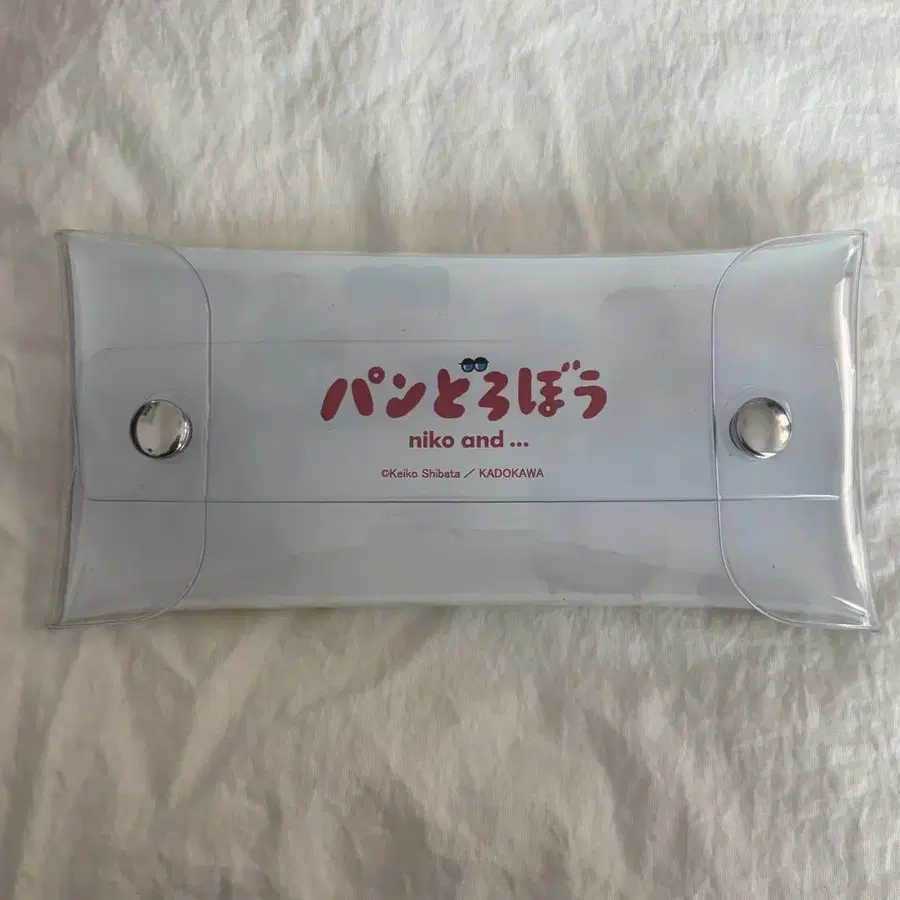 パンどろぼう
niko and ...
©Keiko Shibata ／ KADOKAWA